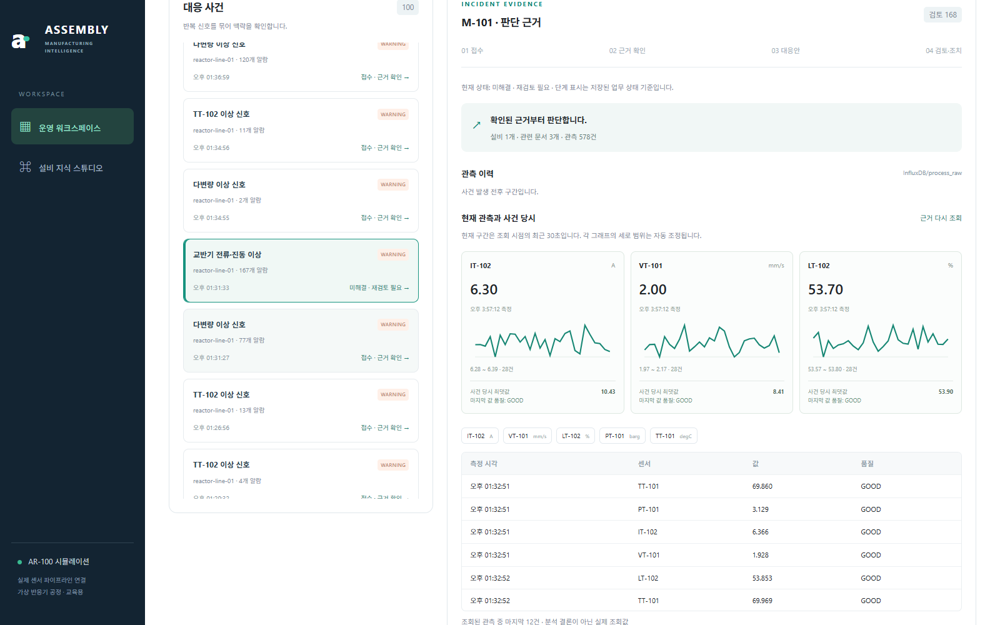 a
ASSEMBLY
MANUFACTURING
INTELLIGENCE
WORKSPACE
운영 워크스페이스
설비 지식 스튜디오
AR-100 시뮬레이션
실제 센서 파이프라인 연결
가상 반응기 공정 · 교육용
대응 사건
100
반복 신호를 묶어 맥락을 확인합니다.
다변량 이상 신호
WARNING
reactor-line-01 · 120개 알람
오후 01:36:59
접수 · 근거 확인 →
TT-102 이상 신호
WARNING
reactor-line-01 · 11개 알람
오후 01:34:56
접수 · 근거 확인 →
다변량 이상 신호
WARNING
reactor-line-01 · 2개 알람
오후 01:34:55
접수 · 근거 확인 →
교반기 전류·진동 이상
WARNING
reactor-line-01 · 167개 알람
오후 01:31:33
미해결 · 재검토 필요 →
다변량 이상 신호
WARNING
reactor-line-01 · 77개 알람
오후 01:31:27
접수 · 근거 확인 →
TT-102 이상 신호
WARNING
reactor-line-01 · 13개 알람
오후 01:26:56
접수 · 근거 확인 →
TT-102 이상 신호
WARNING
reactor-line-01 · 4개 알람
오후 01:20:32
접수 · 근거 확인 →
INCIDENT EVIDENCE
M-101 · 판단 근거
검토 168
01 접수
02 근거 확인
03 대응안
04 검토·조치
현재 상태: 미해결 · 재검토 필요 · 단계 표시는 저장된 업무 상태 기준입니다.
↗
확인된 근거부터 판단합니다.
설비 1개 · 관련 문서 3개 · 관측 578건
관측 이력
InfluxDB/process_raw
사건 발생 전후 구간입니다.
현재 관측과 사건 당시
근거 다시 조회
현재 구간은 조회 시점의 최근 30초입니다. 각 그래프의 세로 범위는 자동 조정됩니다.
IT-102
A
6.30
오후 3:57:12 측정
6.28 ~ 6.39 · 28건
사건 당시 최댓값
10.43
마지막 값 품질: GOOD
VT-101
mm/s
2.00
오후 3:57:12 측정
1.97 ~ 2.17 · 28건
사건 당시 최댓값
8.41
마지막 값 품질: GOOD
LT-102
%
53.70
오후 3:57:12 측정
53.57 ~ 53.80 · 28건
사건 당시 최댓값
53.90
마지막 값 품질: GOOD
IT-102 A
VT-101 mm/s
LT-102 %
PT-101 barg
TT-101 degC
측정 시각 센서 값 품질
오후 01:32:51 TT-101 69.860 GOOD
오후 01:32:51 PT-101 3.129 GOOD
오후 01:32:51 IT-102 6.366 GOOD
오후 01:32:51 VT-101 1.928 GOOD
오후 01:32:52 LT-102 53.853 GOOD
오후 01:32:52 TT-101 69.969 GOOD
조회된 관측 중 마지막 12건 · 분석 결론이 아닌 실제 조회값